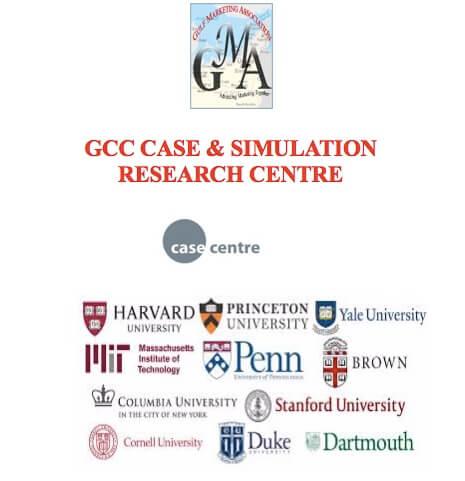 GULF MARKETING ASSOCIATION
GMA
Advancing Marketing Together
GCC CASE & SIMULATION
RESEARCH CENTRE
case centre
HARVARD
UNIVERSITY
PRINCETON
UNIVERSITY
Yale University
MIT
Massachusetts
Institute of
Technology
Penn
UNIVERSITY of PENNSYLVANIA
BROWN
COLUMBIA UNIVERSITY
IN THE CITY OF NEW YORK
Stanford University
Cornell University
Duke
UNIVERSITY
Dartmouth